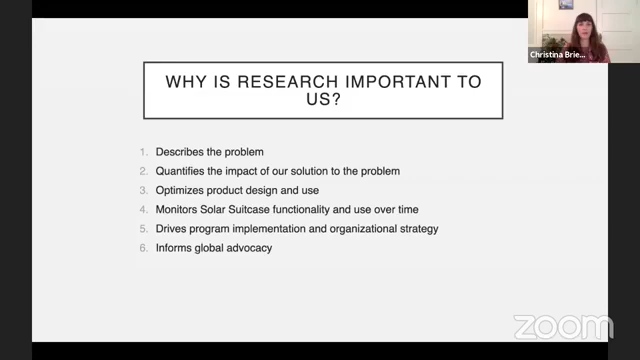 Christina Brie...
WHY IS RESEARCH IMPORTANT TO
US?
1. Describes the problem
2. Quantifies the impact of our solution to the problem
3. Optimizes product design and use
4. Monitors Solar Suitcase functionality and use over time
5. Drives program implementation and organizational strategy
6. Informs global advocacy
zoom